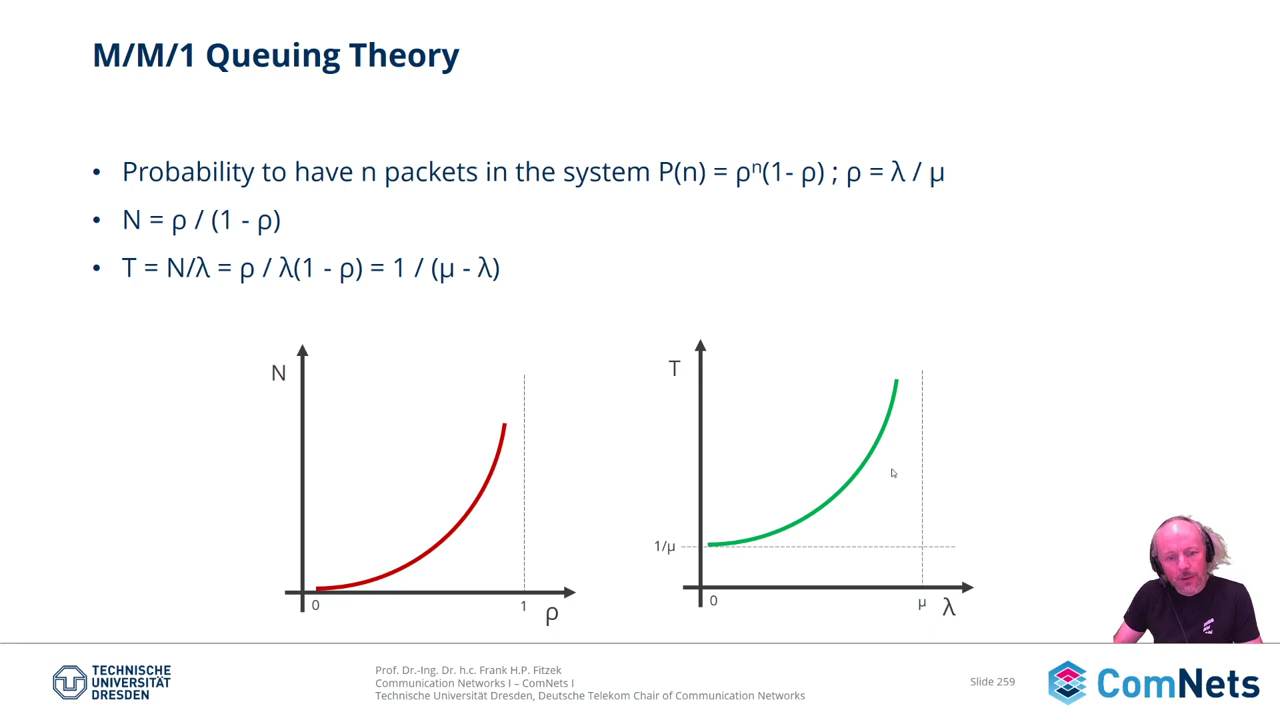 M/M/1 Queuing Theory
• Probability to have n packets in the system P(n) = ρⁿ(1- ρ) ; ρ = λ / μ
• N = ρ / (1 - ρ)
• T = N/λ = ρ / λ(1 - ρ) = 1 / (μ - λ)
N
0
1
ρ
T
1/μ
0
μ
λ
TECHNISCHE
UNIVERSITÄT
DRESDEN
Prof. Dr.-Ing. Dr. h.c. Frank H.P. Fitzek
Communication Networks I – ComNets I
Technische Universität Dresden, Deutsche Telekom Chair of Communication Networks
Slide 259
ComNets